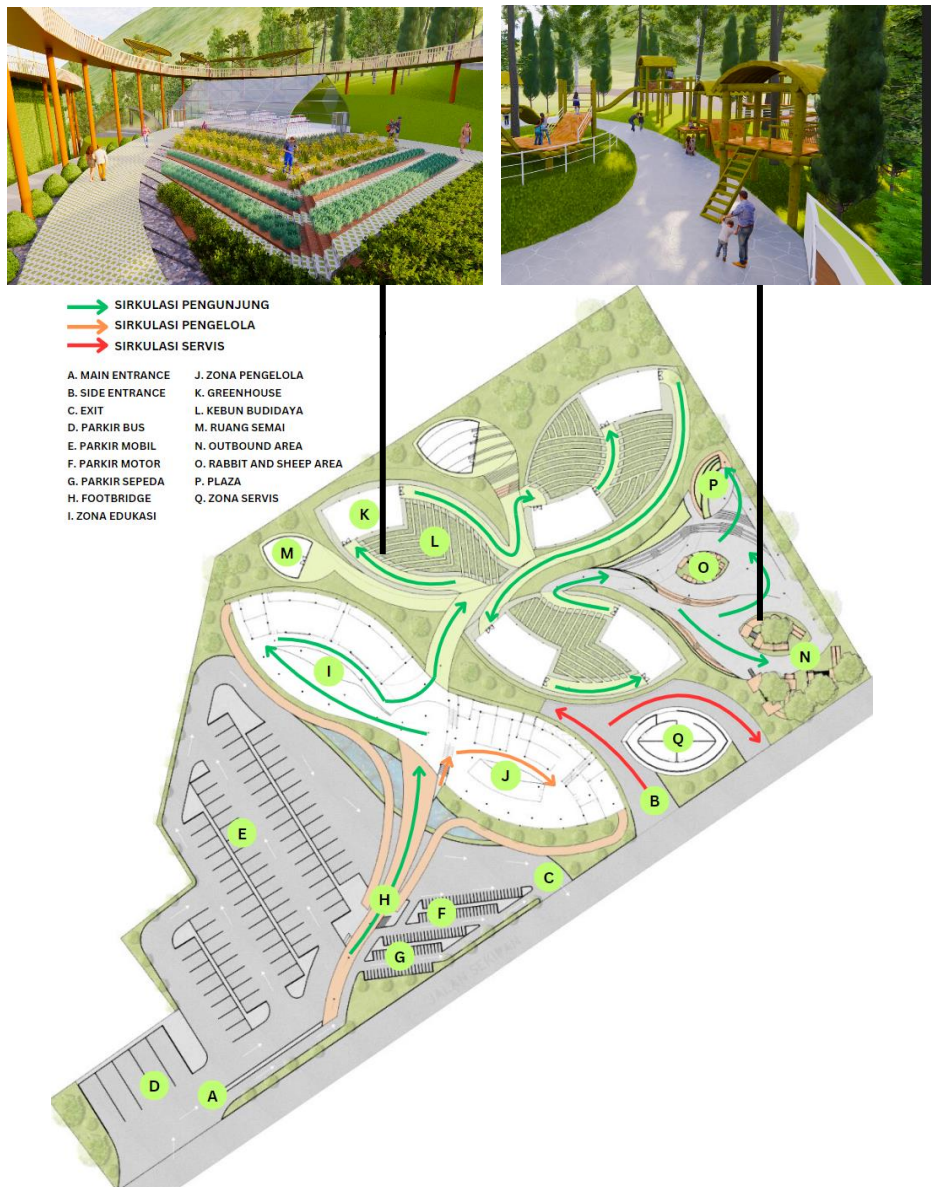 SIRKULASI PENGUNJUNG
SIRKULASI PENGELOLA
SIRKULASI SERVIS
A. MAIN ENTRANCE
B. SIDE ENTRANCE
C. EXIT
D. PARKIR BUS
E. PARKIR MOBIL
F. PARKIR MOTOR
G. PARKIR SEPEDA
H. FOOTBRIDGE
I. ZONA EDUKASI
J. ZONA PENGELOLA
K. GREENHOUSE
L. KEBUN BUDIDAYA
M. RUANG SEMAI
N. OUTBOUND AREA
O. RABBIT AND SHEEP AREA
P. PLAZA
Q. ZONA SERVIS
P
K
L
M
O
N
I
Q
J
B
E
C
H
F
G
D
A
JALAN